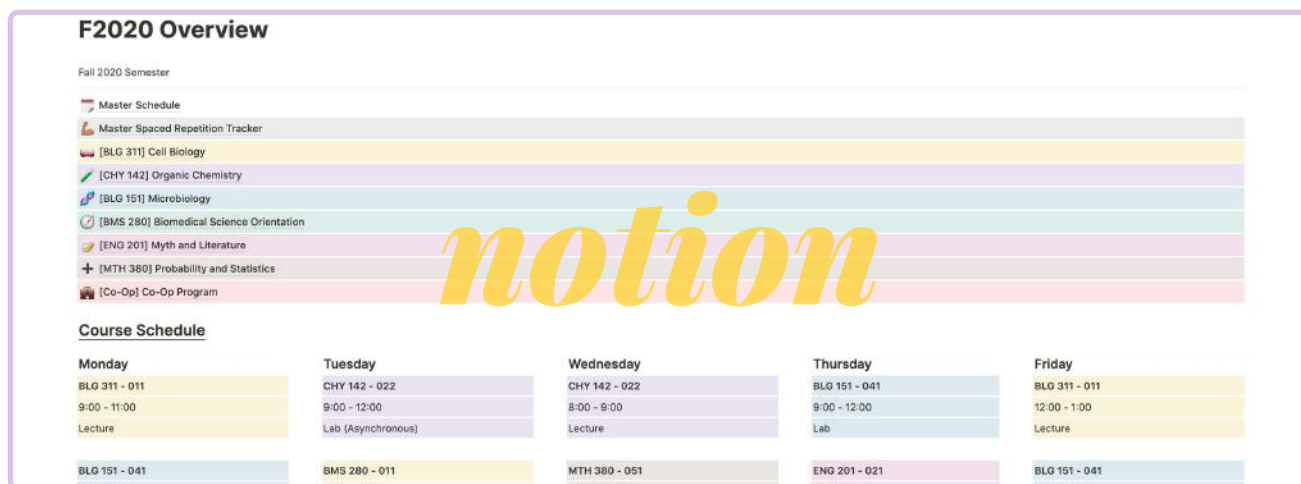 F2020 Overview
Fall 2020 Semester
Master Schedule
Master Spaced Repetition Tracker
[BLG 311] Cell Biology
[CHY 142] Organic Chemistry
[BLG 151] Microbiology
[BMS 280] Biomedical Science Orientation
[ENG 201] Myth and Literature
[MTH 380] Probability and Statistics
[Co-Op] Co-Op Program
notion
Course Schedule
Monday Tuesday Wednesday Thursday Friday
BLG 311 - 011 CHY 142 - 022 CHY 142 - 022 BLG 151 - 041 BLG 311 - 011
9:00 - 11:00 9:00 - 12:00 8:00 - 9:00 9:00 - 12:00 12:00 - 1:00
Lecture Lab (Asynchronous) Lecture Lab Lecture
BLG 151 - 041 BMS 280 - 011 MTH 380 - 051 ENG 201 - 021 BLG 151 - 041